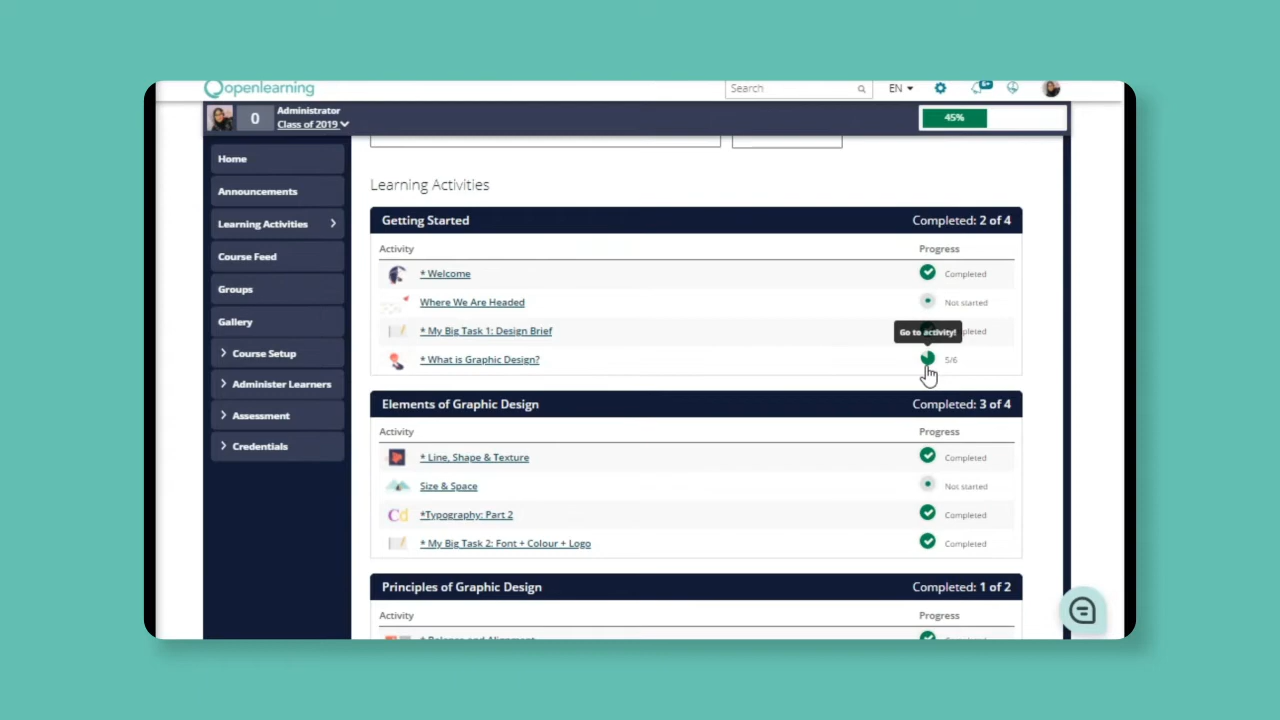 openlearning
Search
EN
0
Administrator
Class of 2019
45%
Home
Announcements
Learning Activities
Course Feed
Groups
Gallery
Course Setup
Administer Learners
Assessment
Credentials
Learning Activities
Getting Started Completed: 2 of 4
Activity Progress
* Welcome Completed
Where We Are Headed Not started
* My Big Task 1: Design Brief
Go to activity!
* What is Graphic Design? 5/6
Elements of Graphic Design Completed: 3 of 4
Activity Progress
* Line, Shape & Texture Completed
Size & Space Not started
Cd *Typography: Part 2 Completed
* My Big Task 2: Font + Colour + Logo Completed
Principles of Graphic Design Completed: 1 of 2
Activity Progress
* Balance and Alignment Completed